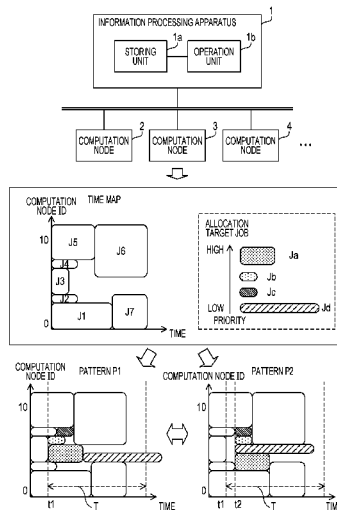 1
INFORMATION PROCESSING APPARATUS
1a
1b
STORING UNIT
OPERATION UNIT
2
3
4
COMPUTATION NODE
COMPUTATION NODE
COMPUTATION NODE
...
COMPUTATION NODE ID
TIME MAP
10
0
J5
J6
J4
J3
J2
J1
J7
TIME
ALLOCATION TARGET JOB
HIGH
LOW
PRIORITY
Ja
Jb
Jc
Jd
COMPUTATION NODE ID
PATTERN P1
10
0
t1
T
TIME
COMPUTATION NODE ID
PATTERN P2
10
0
t1
t2
T
TIME